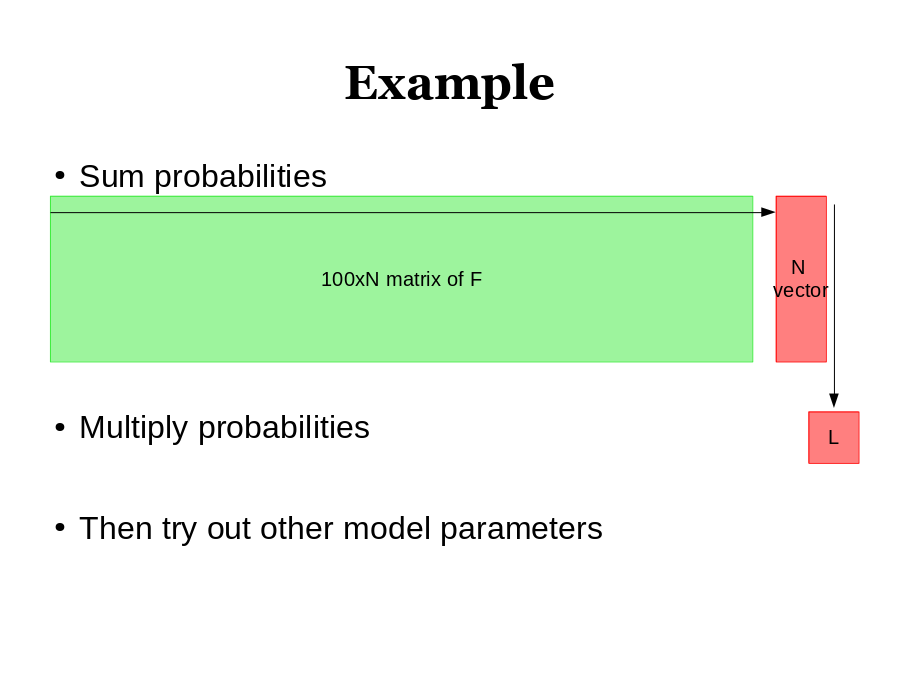 Example
• Sum probabilities
100xN matrix of F
N
vector
• Multiply probabilities
L
• Then try out other model parameters